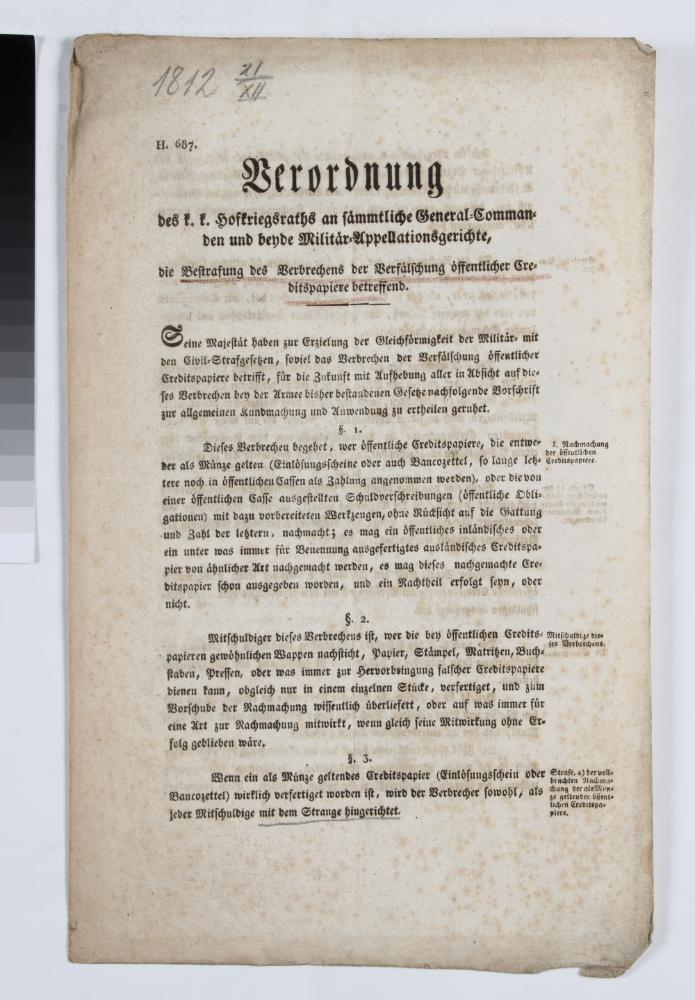 1812 XI/XII
H. 687.
Verordnung
des k. k. Hofkriegsraths an sämmtliche General-Comman-
den und beyde Militär-Appellationsgerichte,
die Bestrafung des Verbrechens der Verfälschung öffentlicher Cre-
ditspapiere betreffend.
Seine Majestät haben zur Erzielung der Gleichförmigkeit der Militär- mit
den Civil-Strafgesetzen, soviel das Verbrechen der Verfälschung öffentlicher
Creditspapiere betrifft, für die Zukunft mit Aufhebung aller in Absicht auf die-
ses Verbrechen bey der Armee bisher bestandenen Gesetze nachfolgende Vorschrift
zur allgemeinen Kundmachung und Anwendung zu ertheilen geruhet.
§. 1.
Dieses Verbrechen begehet, wer öffentliche Creditspapiere, die entwe-
der als Münze gelten (Einlösungsscheine oder auch Bancozettel, so lange letz-
tere noch in öffentlichen Cassen als Zahlung angenommen werden), oder die von
einer öffentlichen Casse ausgestellten Schuldverschreibungen (öffentliche Obli-
gationen) mit dazu vorbereiteten Werkzeugen, ohne Rücksicht auf die Gattung
und Zahl der letztern, nachmacht; es mag ein öffentliches inländisches oder
ein unter was immer für Benennung ausgefertigtes ausländisches Creditspa-
pier von ähnlicher Art nachgemacht werden, es mag dieses nachgemachte Cre-
ditspapier schon ausgegeben worden, und ein Nachtheil erfolgt seyn, oder
nicht.
1. Nachmachung
der öffentlichen
Creditspapiere.
§. 2.
Mitschuldiger dieses Verbrechens ist, wer die bey öffentlichen Credits-
papieren gewöhnlichen Wappen nachsticht, Papier, Stämpel, Matritzen, Buch-
staben, Pressen, oder was immer zur Hervorbringung falscher Creditspapiere
dienen kann, obgleich nur in einem einzelnen Stücke, verfertiget, und zum
Vorschube der Nachmachung wissentlich überliefert, oder auf was immer für
eine Art zur Nachmachung mitwirkt, wenn gleich seine Mitwirkung ohne Er-
folg geblieben wäre.
Mitschuldige die-
ses Verbrechens.
§. 3.
Wenn ein als Münze geltendes Creditspapier (Einlösungsschein oder
Bancozettel) wirklich verfertiget worden ist, wird der Verbrecher sowohl, als
jeder Mitschuldige mit dem Strange hingerichtet.
Strafe, a) der voll-
brachten Nachma-
chung der als Mün-
ze geltenden öffent-
lichen Creditspa-
piere.